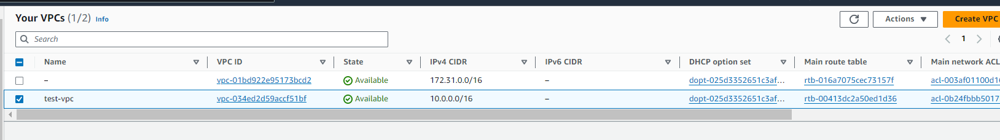 Your VPCs (1/2) Info
Actions
Create VPC
Search
1
Name VPC ID State IPv4 CIDR IPv6 CIDR DHCP option set Main route table Main network ACL
– vpc-01bd922e95173bcd2 Available 172.31.0.0/16 – dopt-025d3352651c3af... rtb-016a7075cec73157f acl-003af01100d1
test-vpc vpc-034ed2d59accf51bf Available 10.0.0.0/16 – dopt-025d3352651c3af... rtb-00413dc2a50ed1d36 acl-0b24fbbb5017